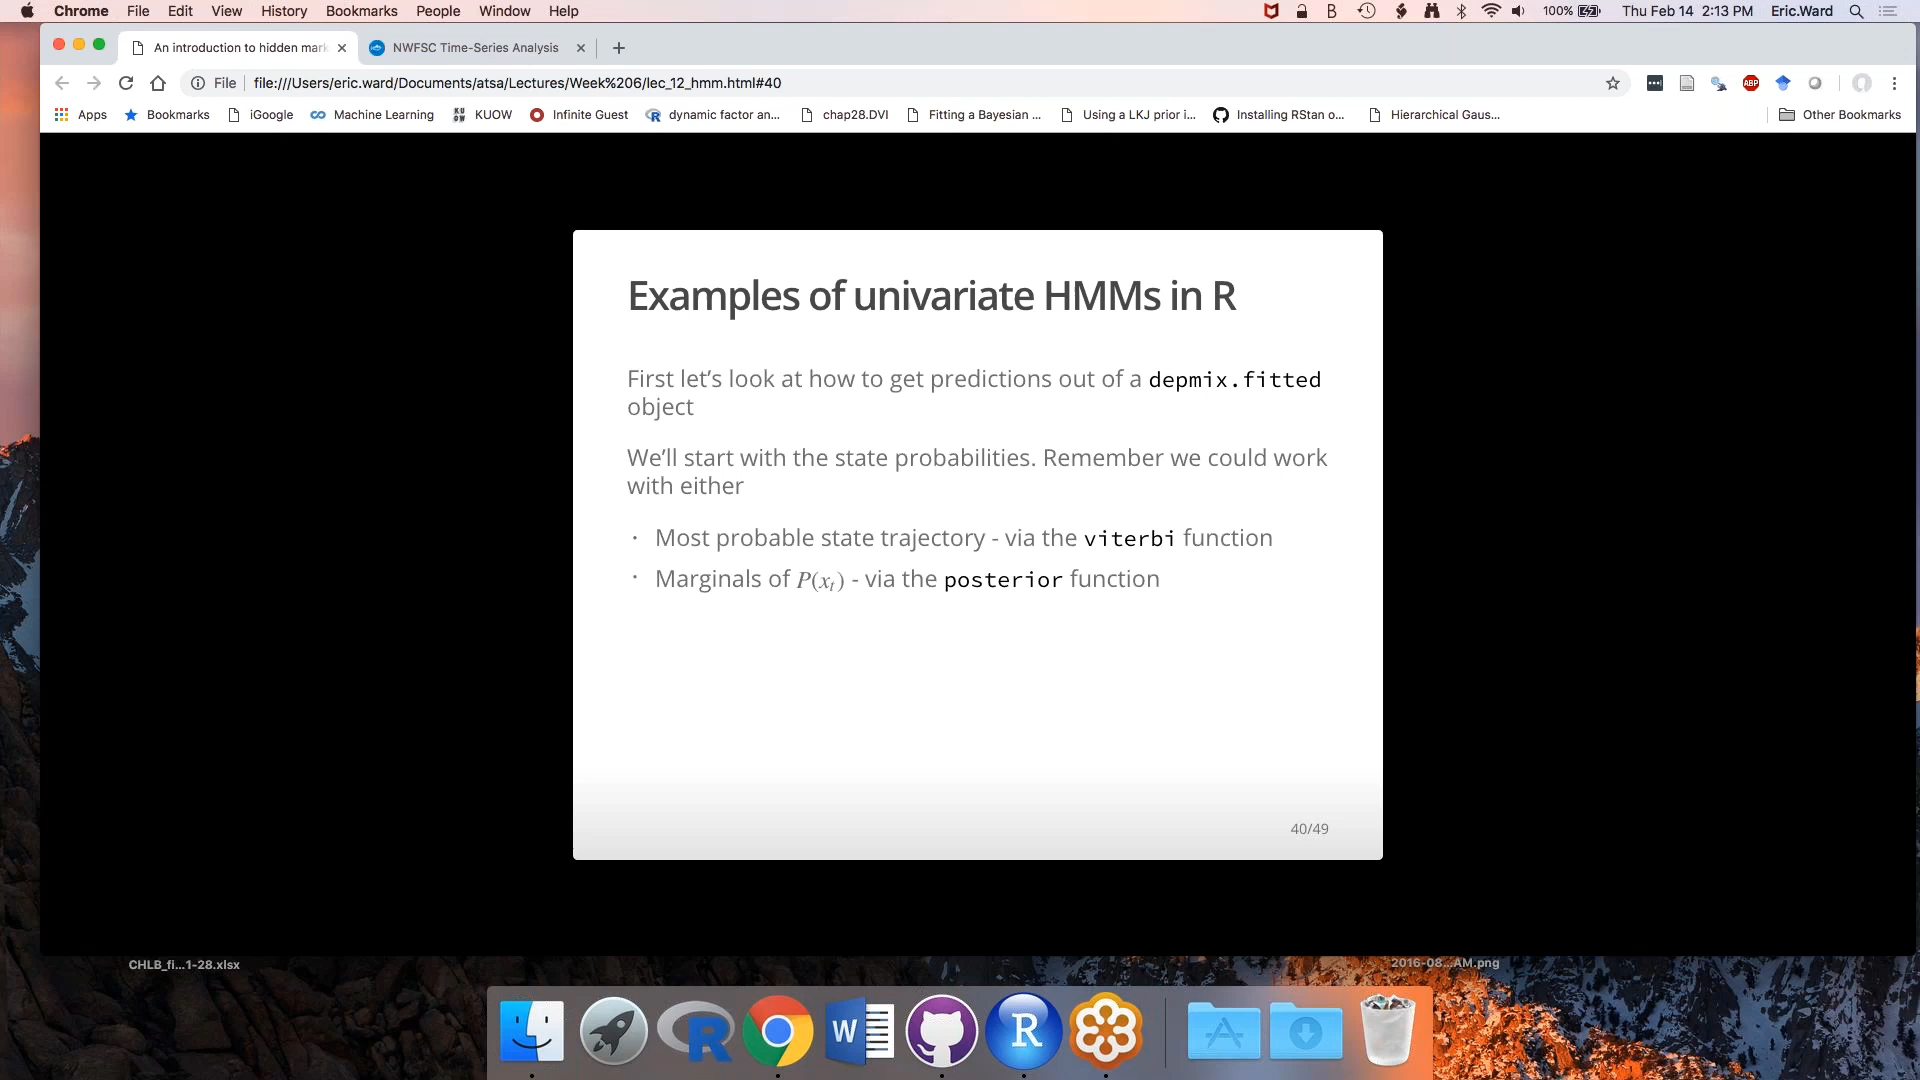 Chrome File Edit View History Bookmarks People Window Help 100% Thu Feb 14 2:13 PM Eric.Ward
An introduction to hidden mark NWFSC Time-Series Analysis
File file:///Users/eric.ward/Documents/atsa/Lectures/Week%206/lec_12_hmm.html#40 ABP
Apps Bookmarks iGoogle Machine Learning KUOW KUOW Infinite Guest dynamic factor an... chap28.DVI Fitting a Bayesian ... Using a LKJ prior i... Installing RStan o... Hierarchical Gaus... Other Bookmarks
Examples of univariate HMMs in R
First let's look at how to get predictions out of a depmix.fitted
object
We'll start with the state probabilities. Remember we could work
with either
· Most probable state trajectory - via the viterbi function
· Marginals of P(xₜ) - via the posterior function
40/49
CHLB_fi...1-28.xlsx 2016-08...AM.png
R W R